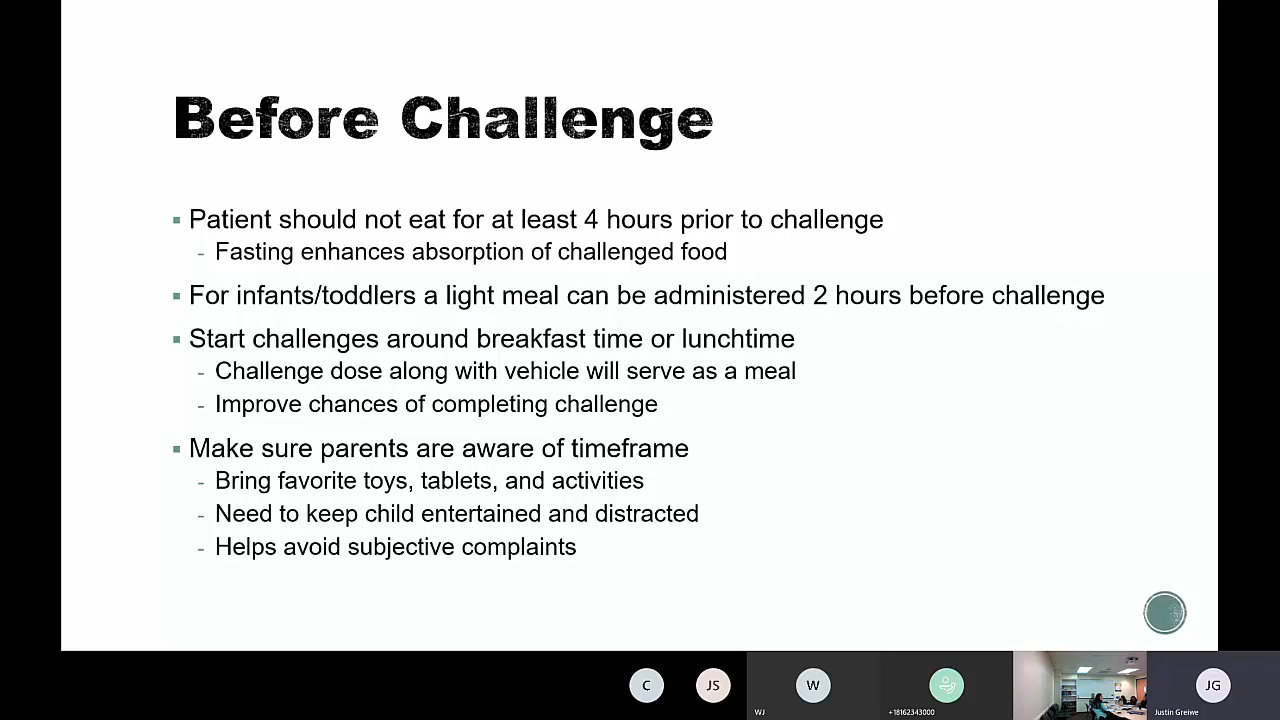 Before Challenge
▪ Patient should not eat for at least 4 hours prior to challenge
- Fasting enhances absorption of challenged food
▪ For infants/toddlers a light meal can be administered 2 hours before challenge
▪ Start challenges around breakfast time or lunchtime
- Challenge dose along with vehicle will serve as a meal
- Improve chances of completing challenge
▪ Make sure parents are aware of timeframe
- Bring favorite toys, tablets, and activities
- Need to keep child entertained and distracted
- Helps avoid subjective complaints
C
JS
W
JG
WJ
+18162343000
Justin Greiwe